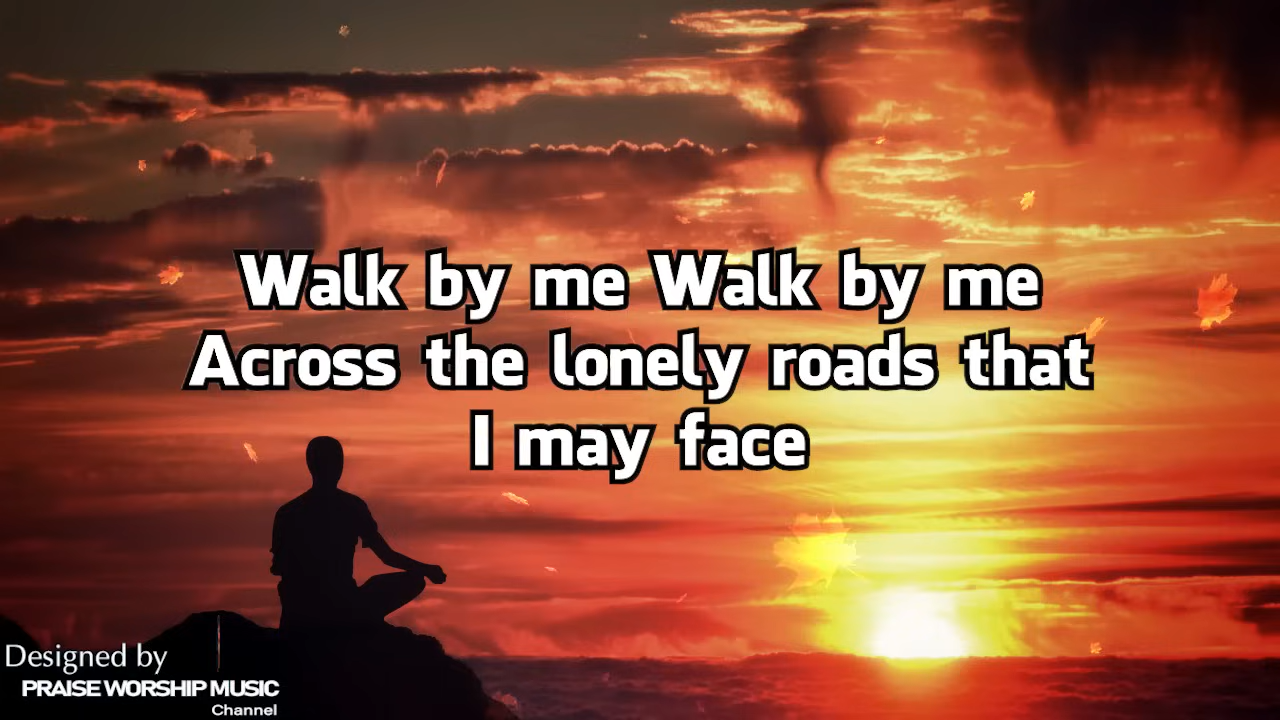 Walk by me Walk by me
Across the lonely roads that
I may face
Designed by
PRAISE WORSHIP MUSIC
Channel